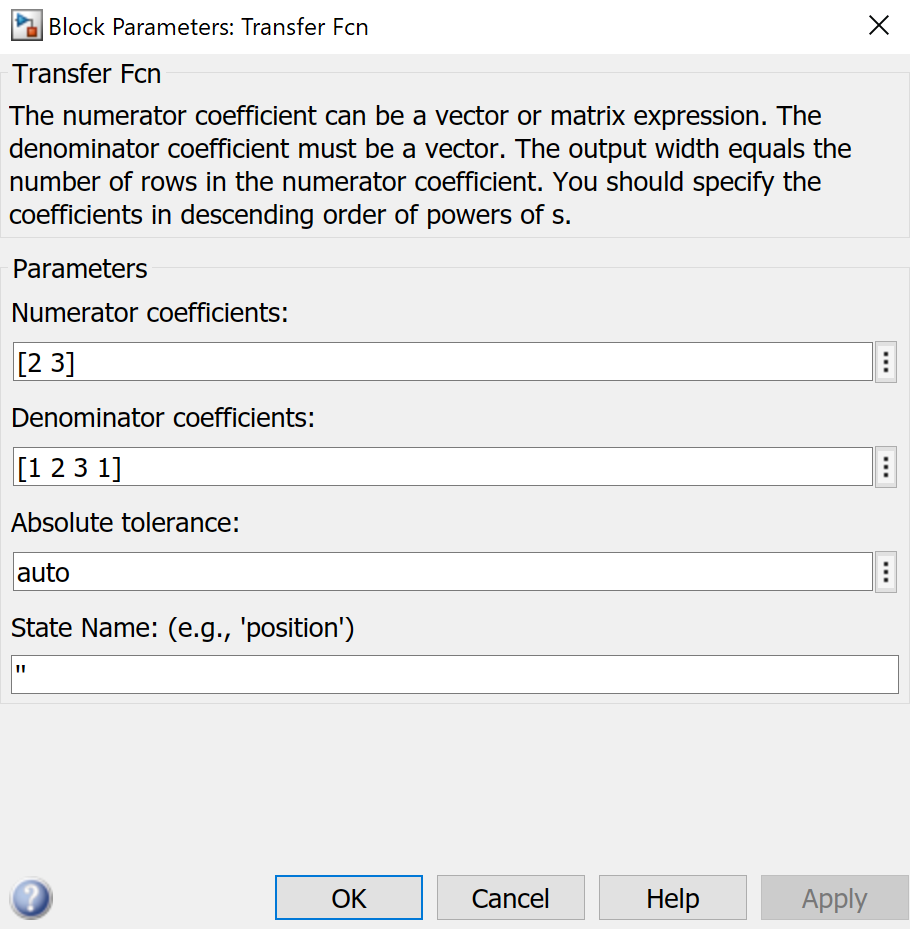 Block Parameters: Transfer Fcn
Transfer Fcn
The numerator coefficient can be a vector or matrix expression. The
denominator coefficient must be a vector. The output width equals the
number of rows in the numerator coefficient. You should specify the
coefficients in descending order of powers of s.
Parameters
Numerator coefficients:
[2 3]
Denominator coefficients:
[1 2 3 1]
Absolute tolerance:
auto
State Name: (e.g., 'position')
''
OK Cancel Help Apply